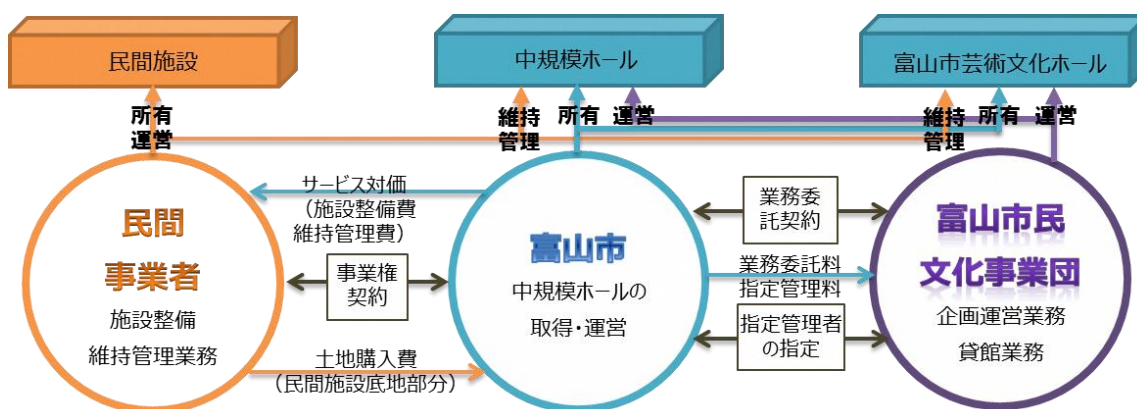 民間施設
中規模ホール
富山市芸術文化ホール
所有
運営
維持
管理
所有
運営
維持
管理
所有
運営
民間
事業者
施設整備
維持管理業務
サービス対価
（施設整備費
維持管理費）
事業権
契約
土地購入費
（民間施設底地部分）
富山市
中規模ホールの
取得・運営
業務委
託契約
業務委託料
指定管理料
指定管理者
の指定
富山市民
文化事業団
企画運営業務
貸館業務